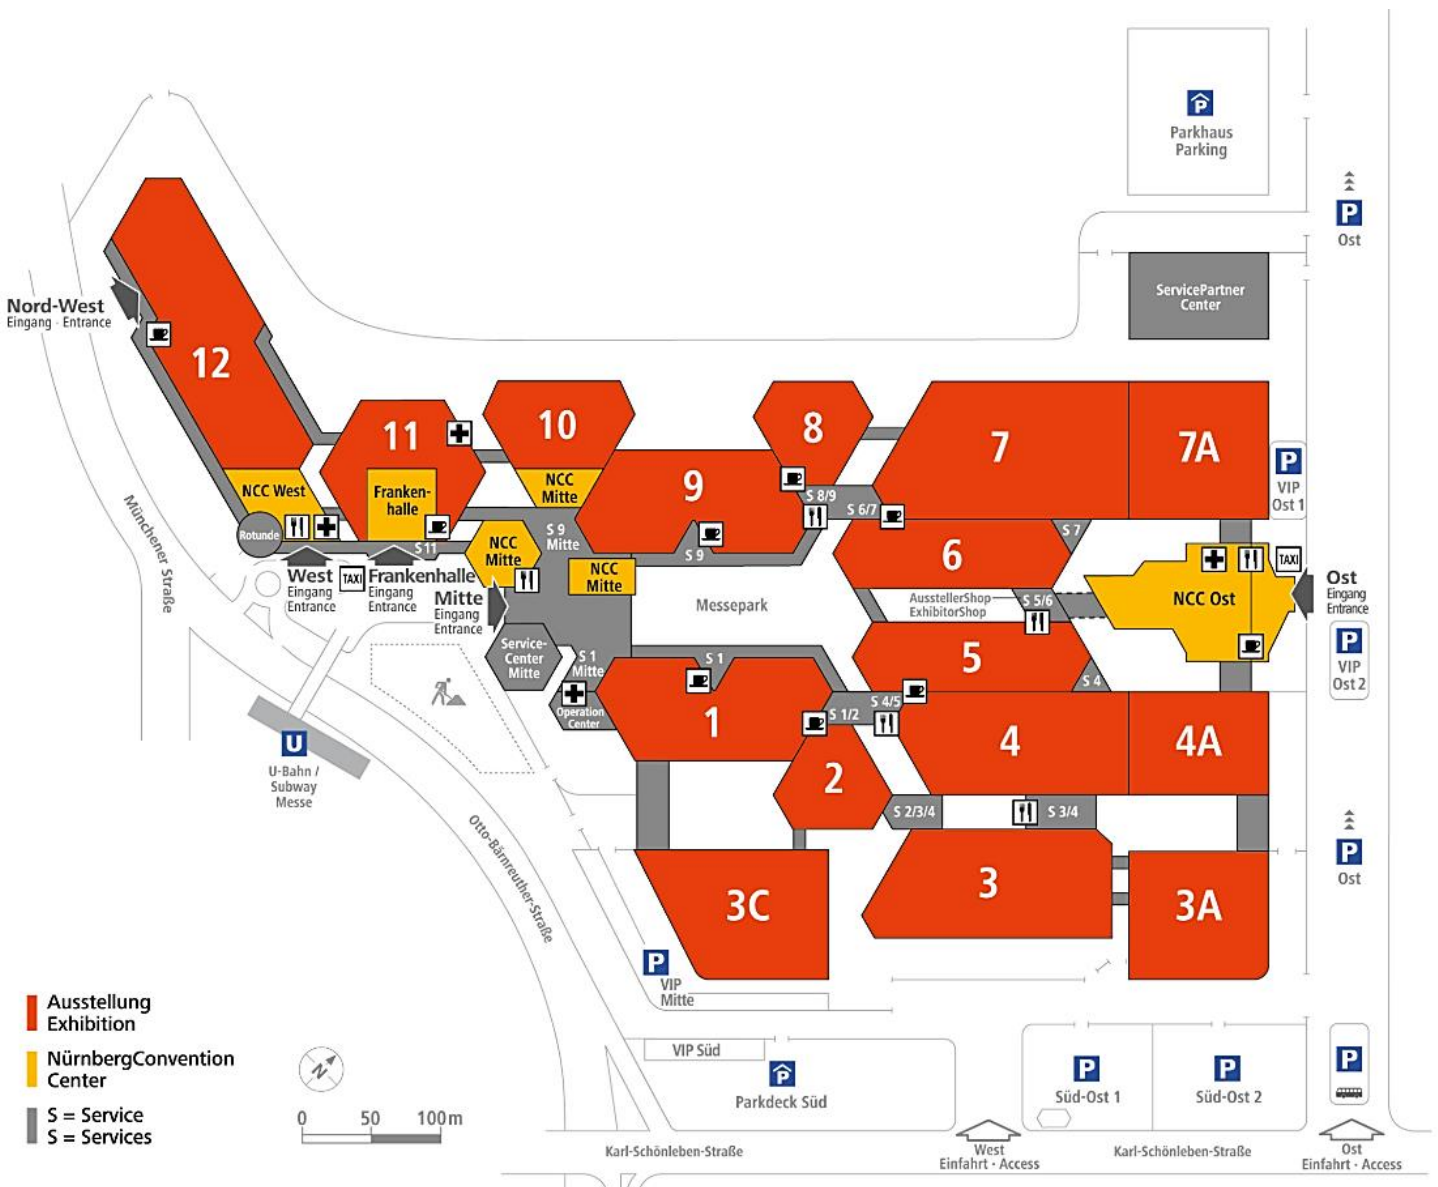 P
Parkhaus
Parking
P
Ost
ServicePartner
Center
Nord-West
Eingang · Entrance
12
11
10
8
7
7A
9
NCC West
Franken-
halle
NCC
Mitte
P
VIP
Ost 1
S 8/9
S 6/7
Rotunde
S 11
NCC
Mitte
S 9
Mitte
S 9
6
S 7
Münchener Straße
West
Eingang
Entrance
TAXI
Frankenhalle
Eingang
Entrance
Mitte
Eingang
Entrance
NCC
Mitte
Messepark
AusstellerShop
ExhibitorShop
S 5/6
NCC Ost
TAXI
Ost
Eingang
Entrance
P
VIP
Ost 2
Service-
Center
Mitte
S 1
Mitte
S 1
5
S 4
Operation
Center
1
S 1/2
S 4/5
4
4A
U
U-Bahn /
Subway
Messe
2
S 2/3/4
S 3/4
Otto-Bärnreuther-Straße
3C
3
3A
P
Ost
P
VIP
Mitte
Ausstellung
Exhibition
NürnbergConvention
Center
S = Service
S = Services
N
0 50 100m
VIP Süd
P
Parkdeck Süd
P
Süd-Ost 1
P
Süd-Ost 2
P
Karl-Schönleben-Straße
West
Einfahrt · Access
Karl-Schönleben-Straße
Ost
Einfahrt · Access